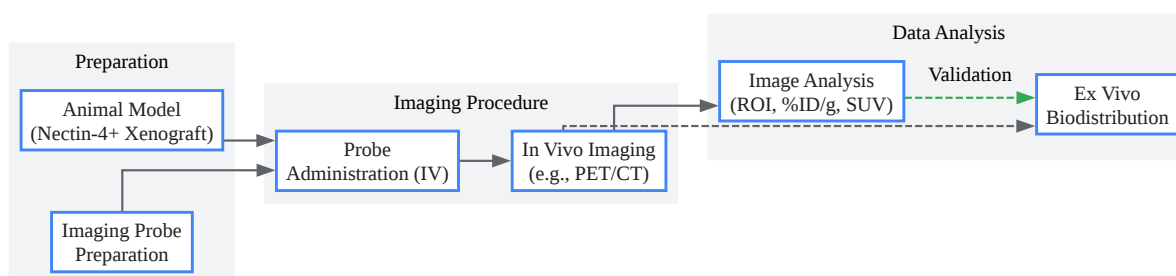 Preparation
Animal Model
(Nectin-4+ Xenograft)
Imaging Probe
Preparation
Imaging Procedure
Probe
Administration (IV)
In Vivo Imaging
(e.g., PET/CT)
Data Analysis
Image Analysis
(ROI, %ID/g, SUV)
Validation
Ex Vivo
Biodistribution